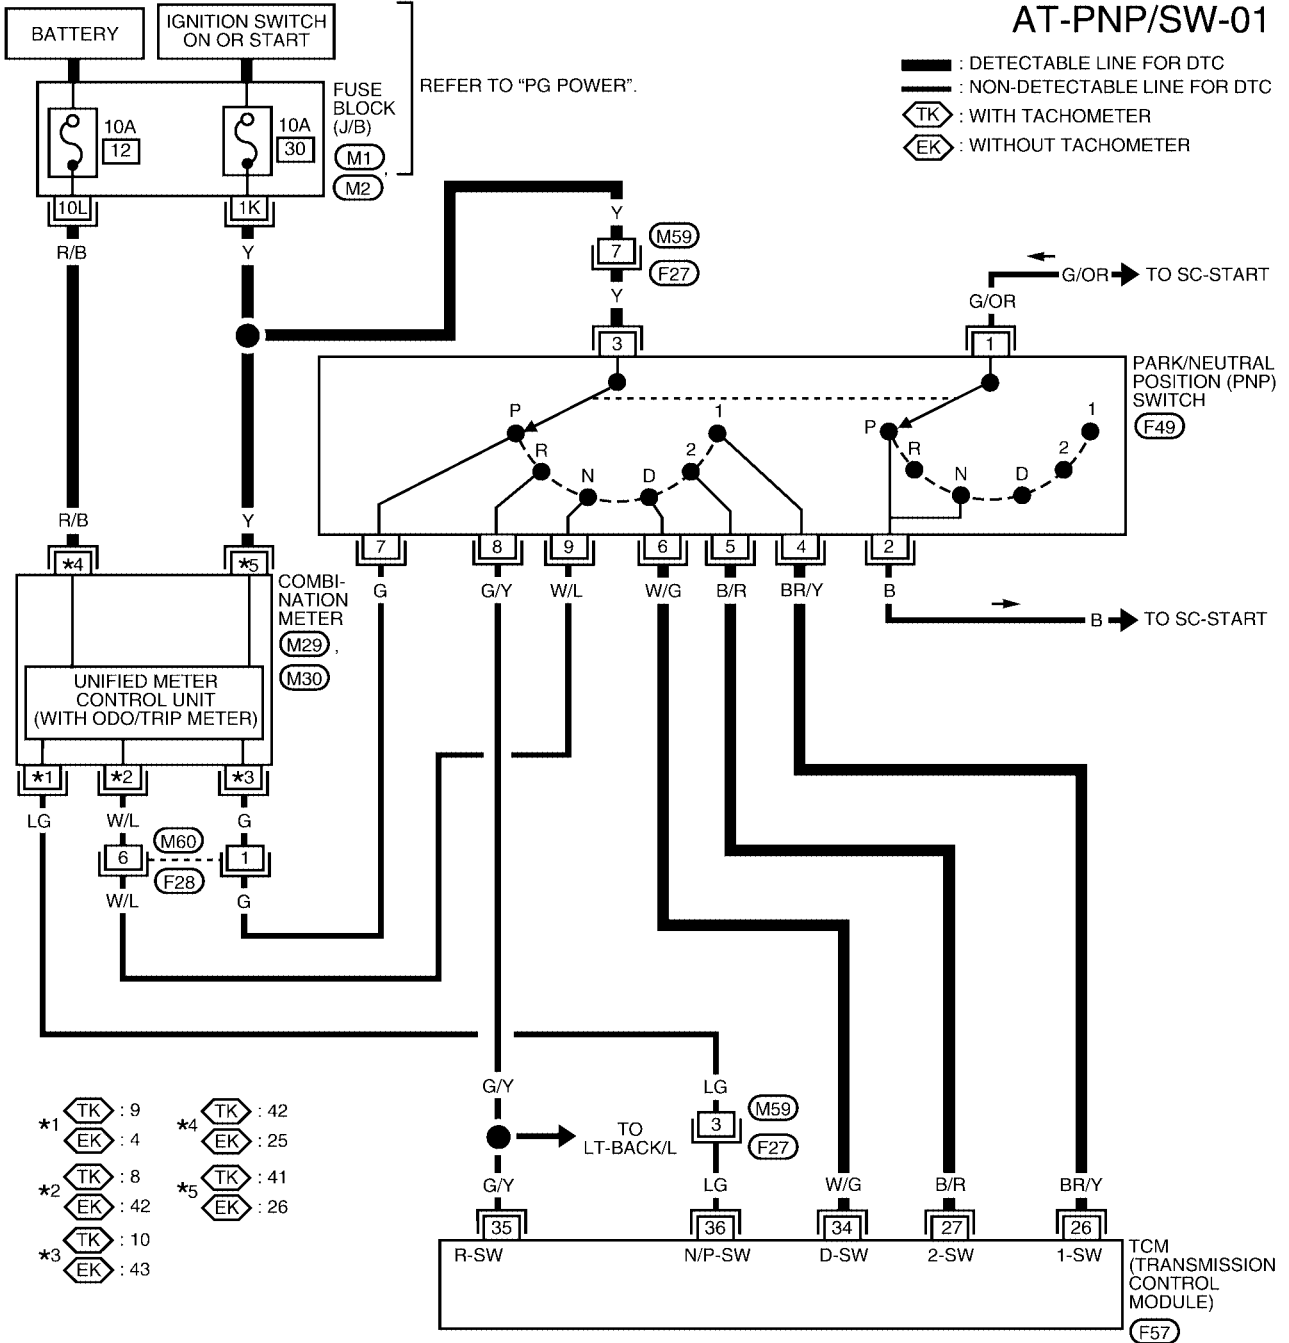 AT-PNP/SW-01
BATTERY
IGNITION SWITCH
ON OR START
: DETECTABLE LINE FOR DTC
: NON-DETECTABLE LINE FOR DTC
TK : WITH TACHOMETER
EK : WITHOUT TACHOMETER
REFER TO “PG POWER”.
FUSE
BLOCK
(J/B)
M1 ,
M2
10A
12
10A
30
10L
1K
R/B
Y
Y
7
M59
F27
Y
3
G/OR
TO SC-START
G/OR
1
PARK/NEUTRAL
POSITION (PNP)
SWITCH
F49
P
R
N
D
2
1
P
R
N
D
2
1
R/B
Y
*4
*5
7
8
9
6
5
4
2
G
G/Y
W/L
W/G
B/R
BR/Y
B
B
TO SC-START
COMBI-
NATION
METER
M29 ,
M30
UNIFIED METER
CONTROL UNIT
(WITH ODO/TRIP METER)
*1
*2
*3
LG
W/L
G
6
M60
F28
1
W/L
G
G/Y
LG
TO
LT-BACK/L
3
M59
F27
G/Y
LG
W/G
B/R
BR/Y
*1 TK : 9
EK : 4
*2 TK : 8
EK : 42
*3 TK : 10
EK : 43
*4 TK : 42
EK : 25
*5 TK : 41
EK : 26
35
36
34
27
26
R-SW
N/P-SW
D-SW
2-SW
1-SW
TCM
(TRANSMISSION
CONTROL
MODULE)
F57